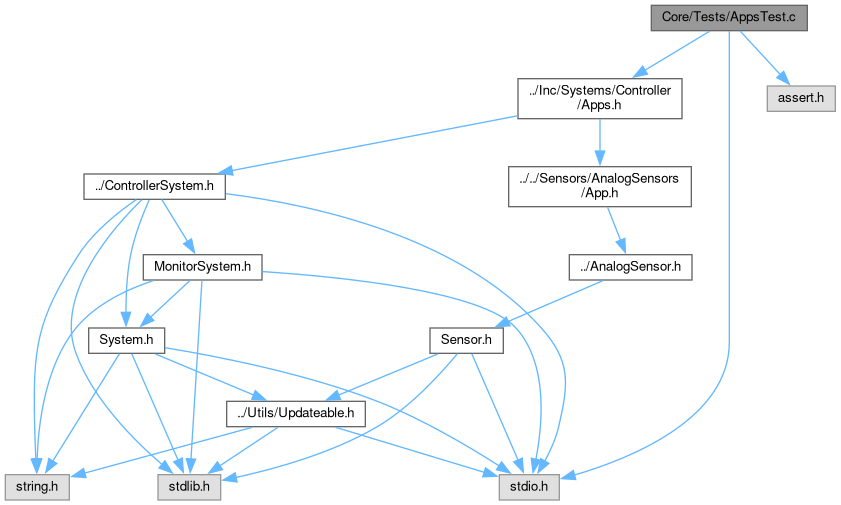 Core/Tests/AppsTest.c
../Inc/Systems/Controller
/Apps.h
assert.h
../ControllerSystem.h
../../Sensors/AnalogSensors
/App.h
MonitorSystem.h
../AnalogSensor.h
System.h
Sensor.h
../Utils/Updateable.h
string.h
stdlib.h
stdio.h